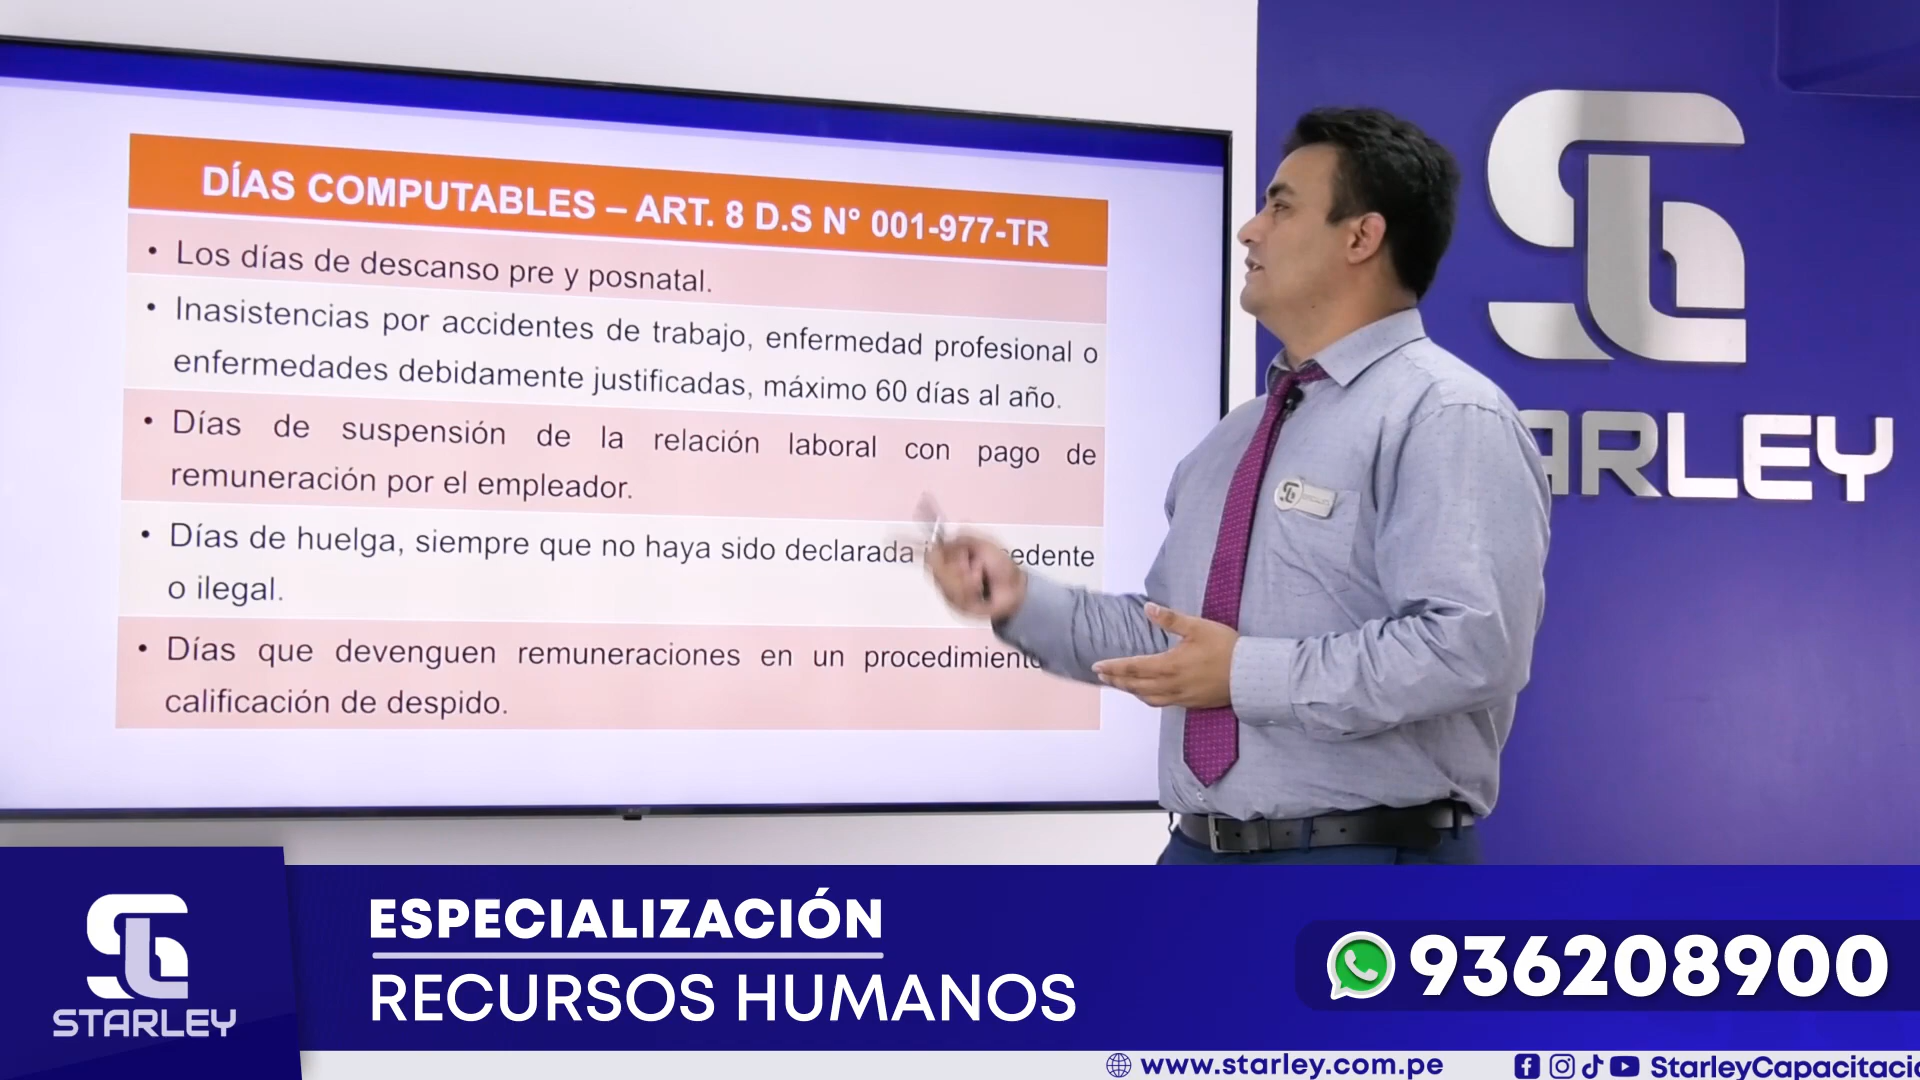 DÍAS COMPUTABLES – ART. 8 D.S N° 001-977-TR
• Los días de descanso pre y posnatal.
• Inasistencias por accidentes de trabajo, enfermedad profesional o
enfermedades debidamente justificadas, máximo 60 días al año.
• Días de suspensión de la relación laboral con pago de
remuneración por el empleador.
• Días de huelga, siempre que no haya sido declarada
o ilegal.
• Días que devenguen remuneraciones en un
calificación de despido.
STARLEY
ESPECIALIZACIÓN
RECURSOS HUMANOS
936208900
www.starley.com.pe